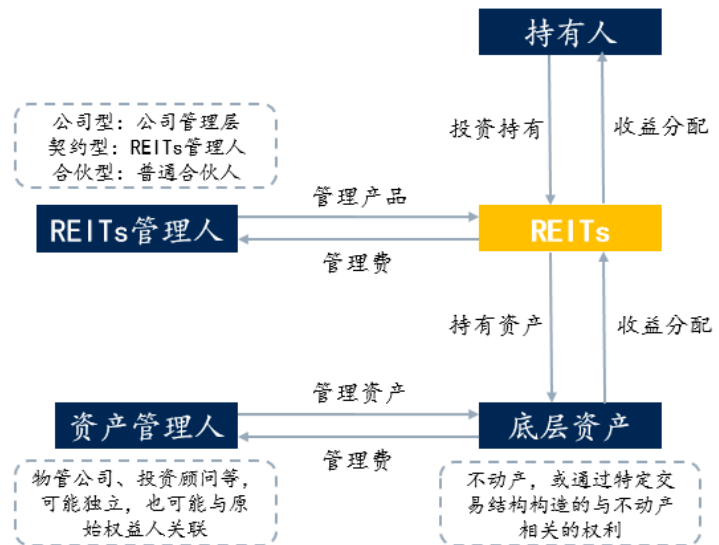 持有人
公司型：公司管理层
契约型：REITs管理人
合伙型：普通合伙人
投资持有
收益分配
管理产品
REITs管理人
REITs
管理费
持有资产
收益分配
管理资产
资产管理人
底层资产
管理费
物管公司、投资顾问等，
可能独立，也可能与原
始权益人关联
不动产，或通过特定交
易结构构造的与不动产
相关的权利